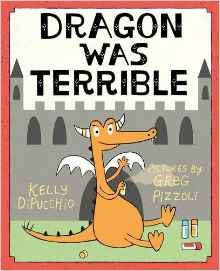 DRAGON
WAS
TERRIBLE
KELLY
DiPUCCHIO
PICTURES BY
GREG
PIZZOLI